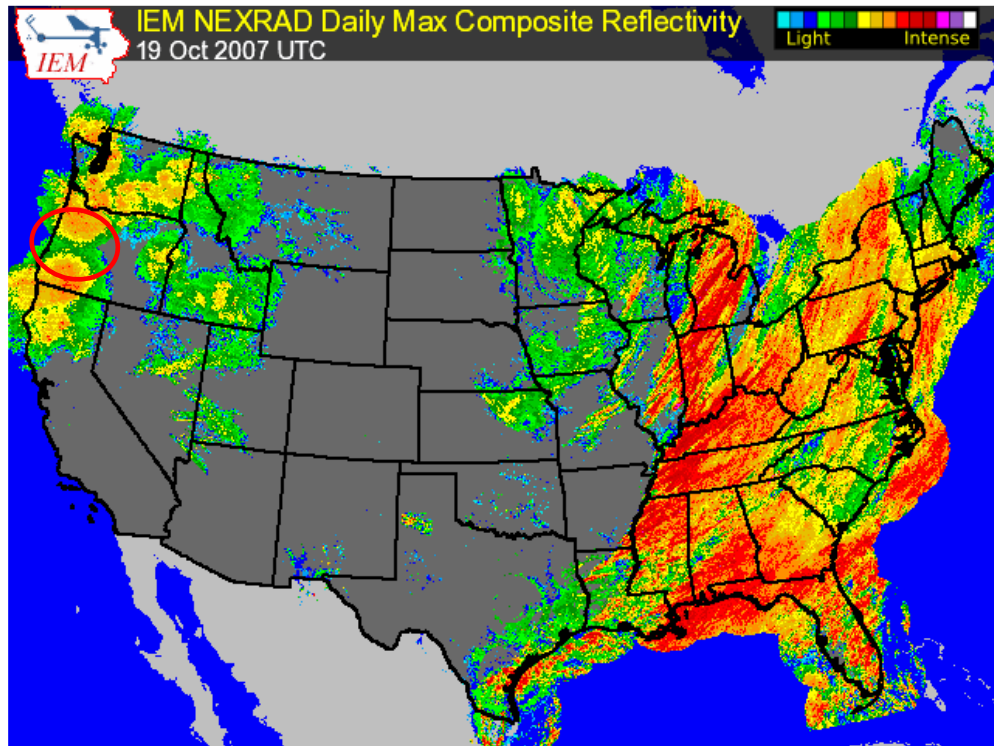 IEM NEXRAD Daily Max Composite Reflectivity
19 Oct 2007 UTC
IEM
Light Intense